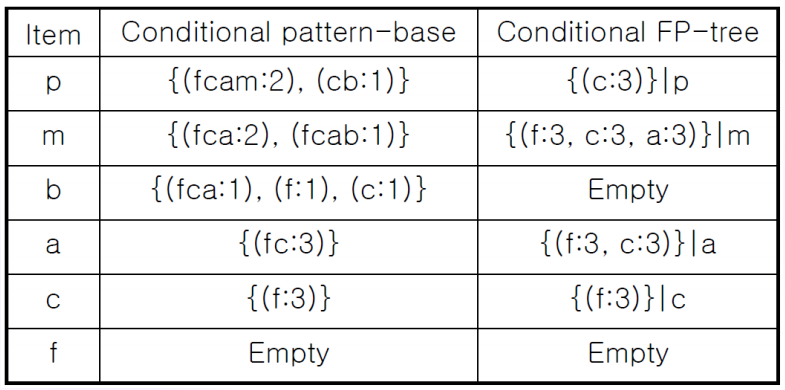 Item Conditional pattern-base Conditional FP-tree
p {(fcam:2), (cb:1)} {(c:3)}|p
m {(fca:2), (fcab:1)} {(f:3, c:3, a:3)}|m
b {(fca:1), (f:1), (c:1)} Empty
a {(fc:3)} {(f:3, c:3)}|a
c {(f:3)} {(f:3)}|c
f Empty Empty